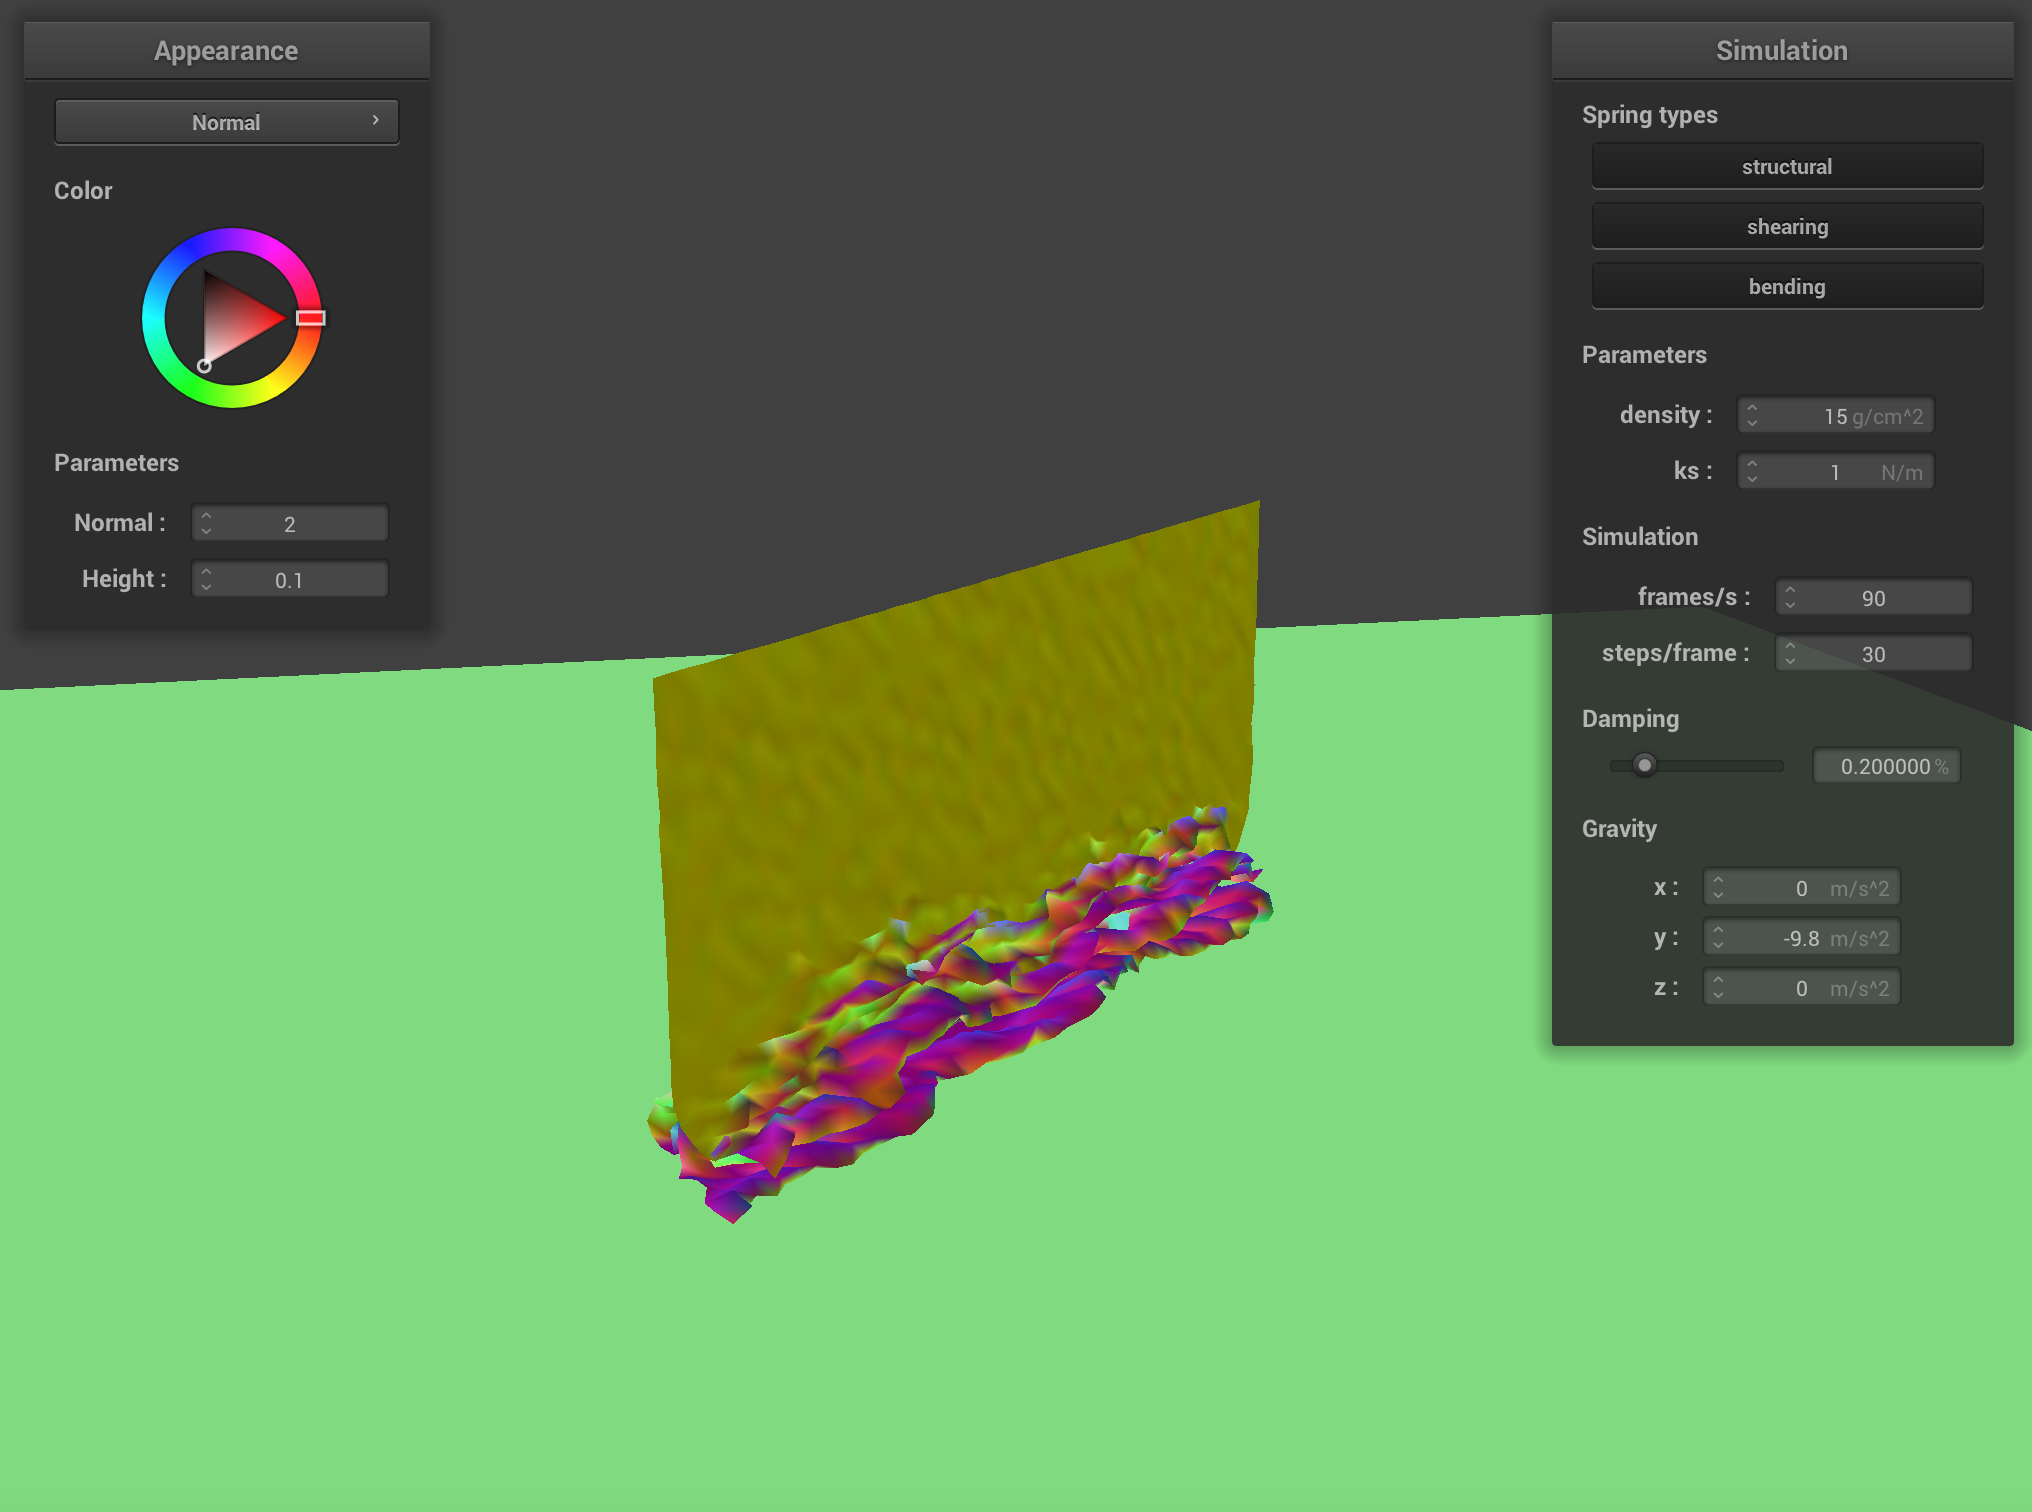 Appearance
Normal
Color
Parameters
Normal : 2
Height : 0.1
Simulation
Spring types
structural
shearing
bending
Parameters
density : 15 g/cm^2
ks : 1 N/m
Simulation
frames/s : 90
steps/frame : 30
Damping
0.200000 %
Gravity
x : 0 m/s^2
y : -9.8 m/s^2
z : 0 m/s^2